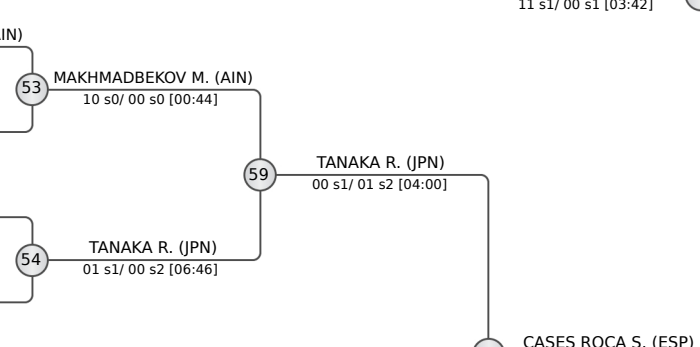 11 s1/ 00 s1 [03:42]
IN)
53
MAKHMADBEKOV M. (AIN)
10 s0/ 00 s0 [00:44]
59
TANAKA R. (JPN)
00 s1/ 01 s2 [04:00]
54
TANAKA R. (JPN)
01 s1/ 00 s2 [06:46]
CASES ROCA S. (ESP)